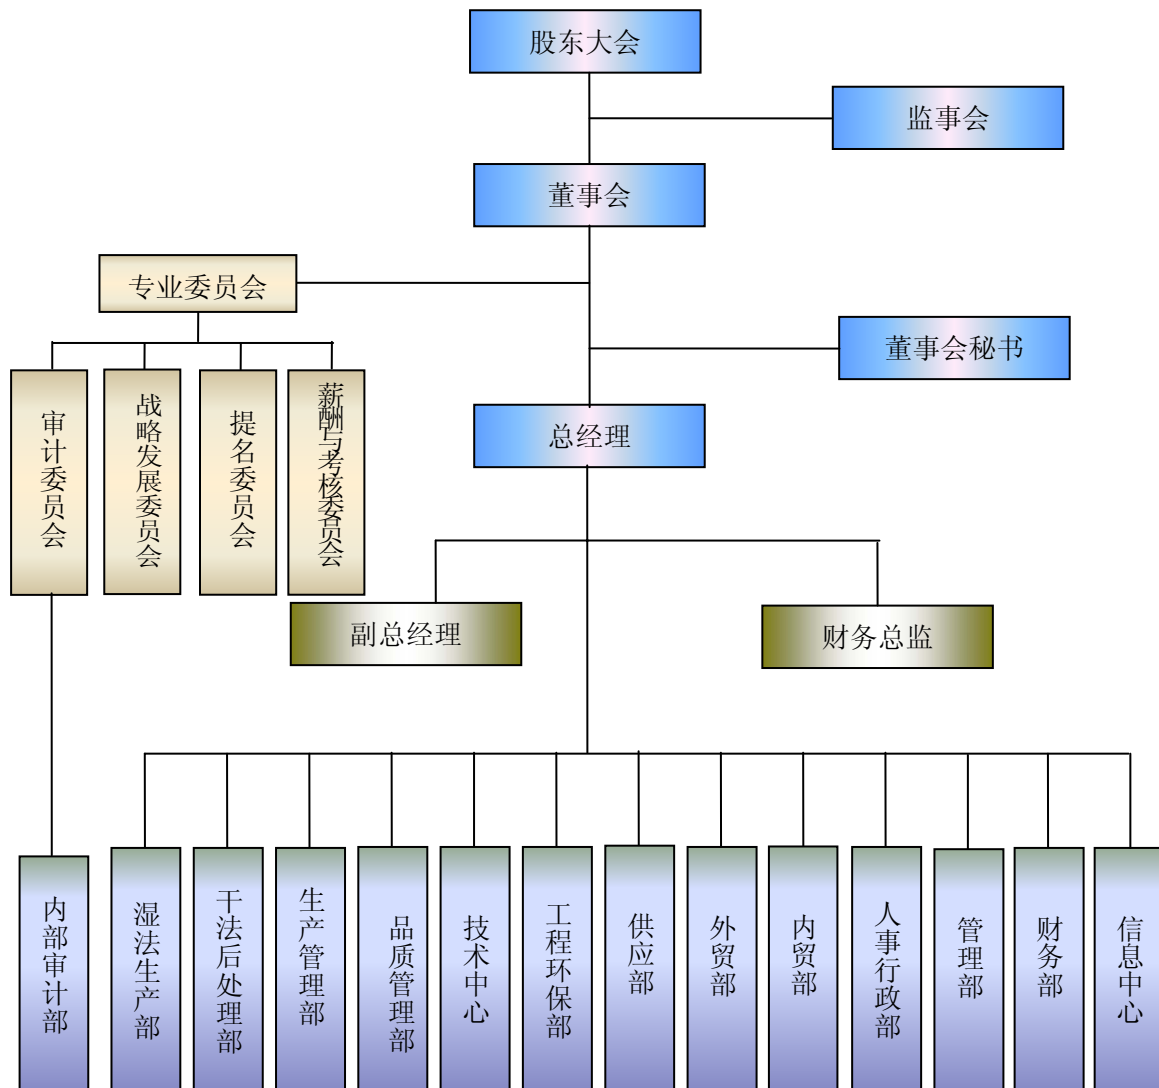 股东大会
监事会
董事会
专业委员会
董事会秘书
审计委员会
战略发展委员会
提名委员会
薪酬与考核委员会
总经理
副总经理
财务总监
内部审计部
湿法生产部
干法后处理部
生产管理部
品质管理部
技术中心
工程环保部
供应部
外贸部
内贸部
人事行政部
管理部
财务部
信息中心